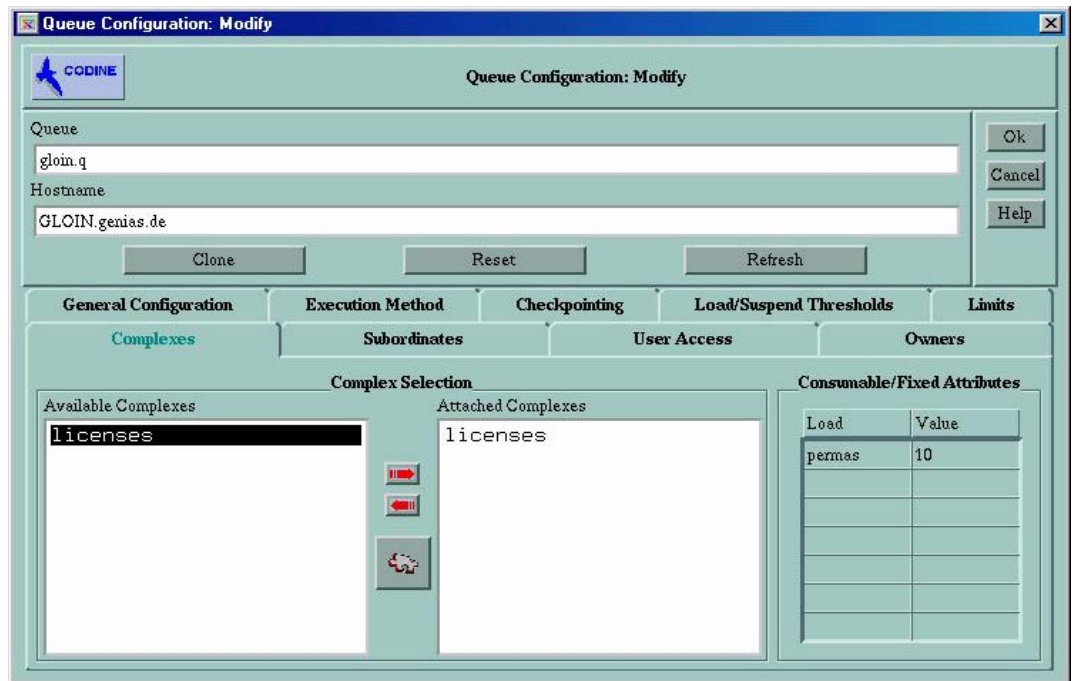 Queue Configuration: Modify
CODINE
Queue Configuration: Modify
Queue
gloin.q
Hostname
GLOIN.genias.de
Ok
Cancel
Help
Clone Reset Refresh
General Configuration Execution Method Checkpointing Load/Suspend Thresholds Limits
Complexes Subordinates User Access Owners
Complex Selection
Available Complexes Attached Complexes
licenses licenses
Consumable/Fixed Attributes
Load Value
permas 10